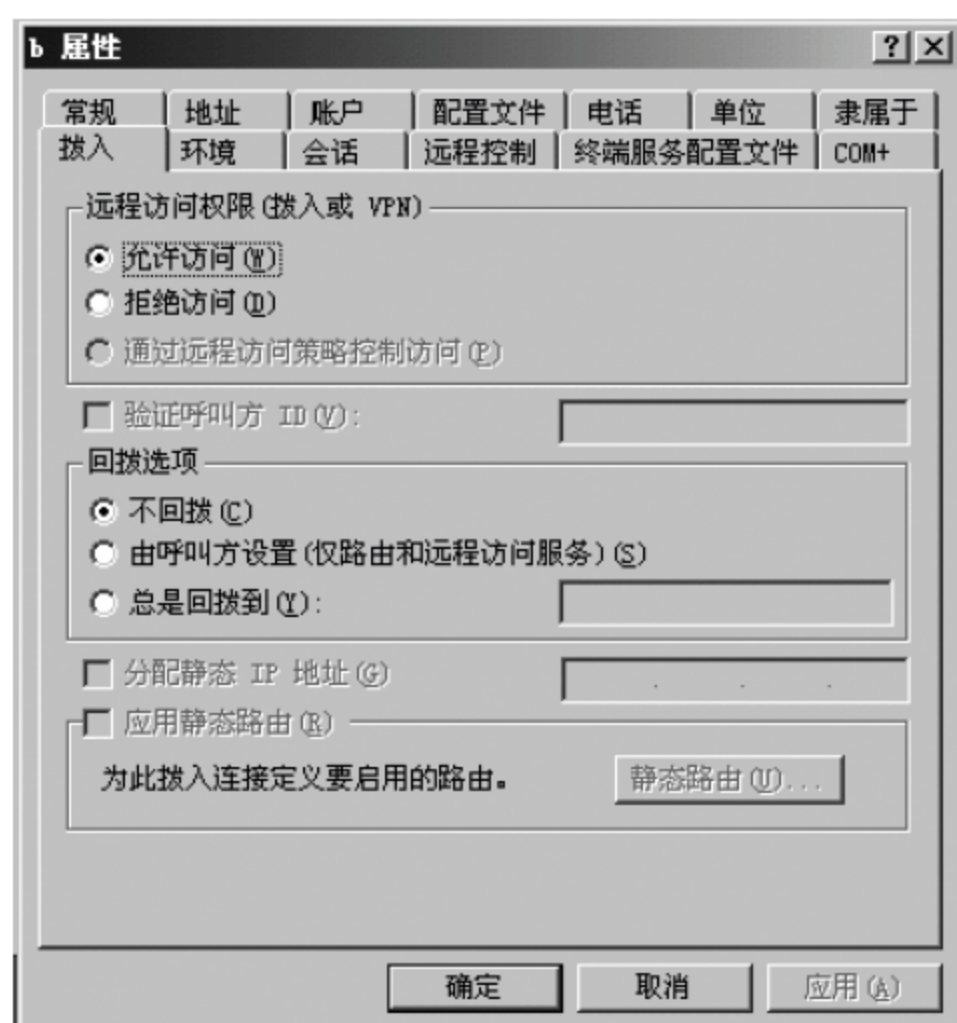 b 属性
常规 地址 账户 配置文件 电话 单位 隶属于
拨入 环境 会话 远程控制 终端服务配置文件 COM+
远程访问权限(拨入或 VPN)
允许访问(W)
拒绝访问(D)
通过远程访问策略控制访问(P)
验证呼叫方 ID(V):
回拨选项
不回拨(C)
由呼叫方设置(仅路由和远程访问服务)(S)
总是回拨到(Y):
分配静态 IP 地址(G)
应用静态路由(R)
为此拨入连接定义要启用的路由。 静态路由(U)...
确定 取消 应用(A)